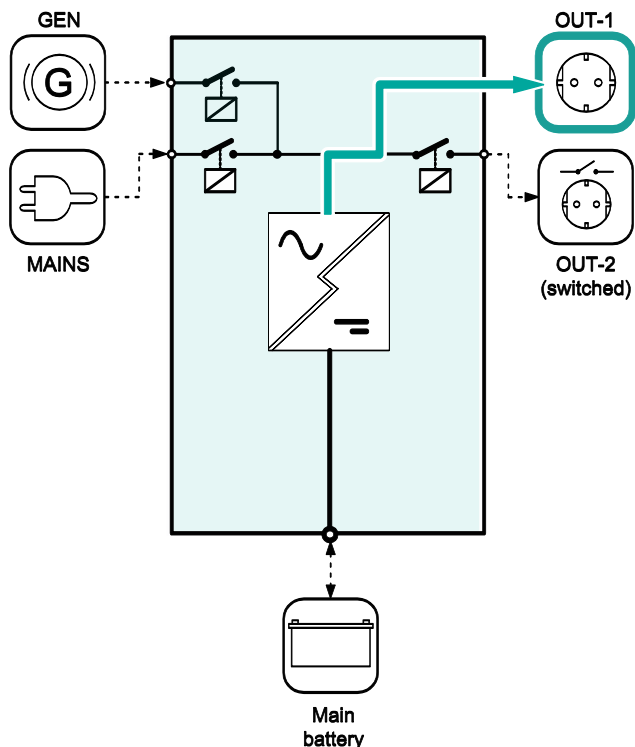 GEN
OUT-1
G
MAINS
OUT-2
(switched)
Main
battery